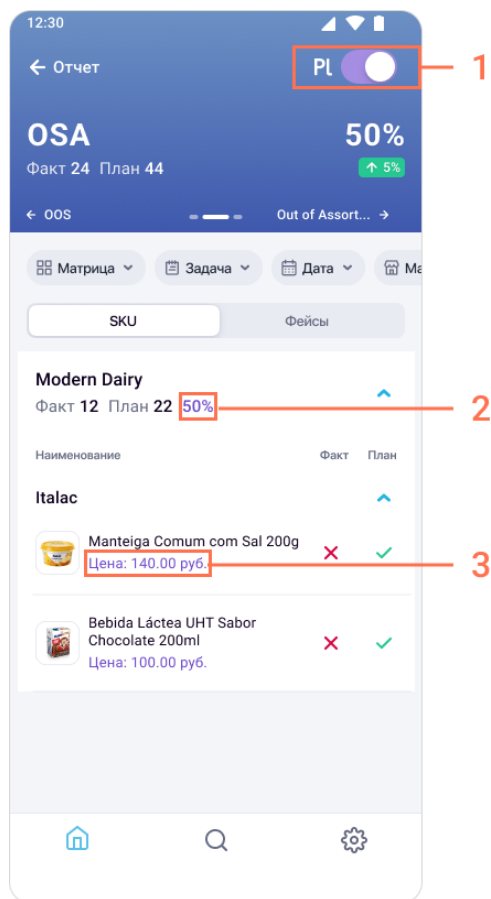 12:30
← Отчет
PL
1
OSA
50%
Факт 24 План 44
↑ 5%
← OOS
Out of Assort... →
Матрица
Задача
Дата
Ма
SKU
Фейсы
Modern Dairy
Факт 12 План 22 50%
2
Наименование
Факт
План
Italac
Manteiga Comum com Sal 200g
Цена: 140.00 руб.
3
Bebida Láctea UHT Sabor
Chocolate 200ml
Цена: 100.00 руб.